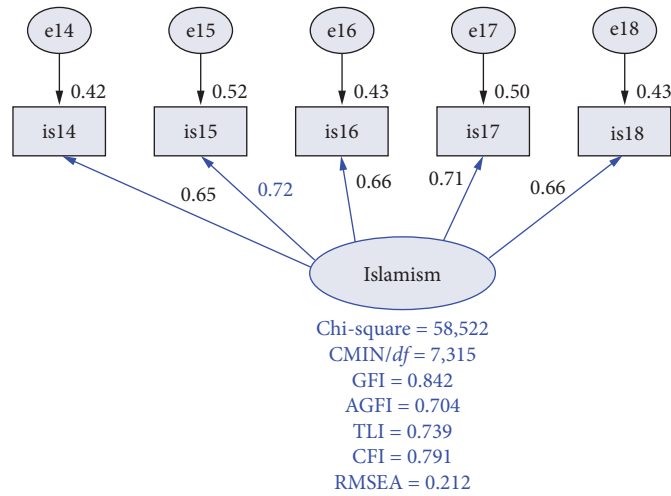 e14 e15 e16 e17 e18
0.42 0.52 0.43 0.50 0.43
is14 is15 is16 is17 is18
0.65 0.72 0.66 0.71 0.66
Islamism
Chi-square = 58,522
CMIN/df = 7,315
GFI = 0.842
AGFI = 0.704
TLI = 0.739
CFI = 0.791
RMSEA = 0.212